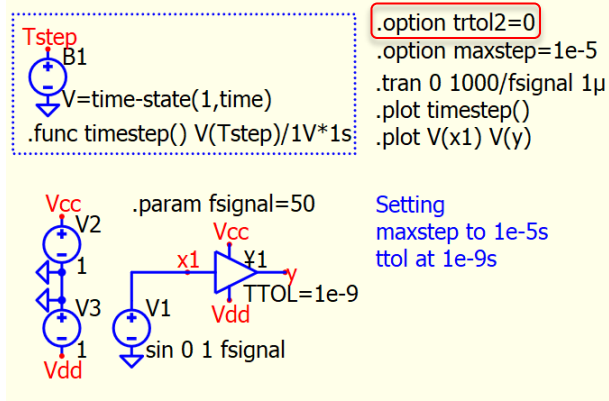 Tstep
B1
V=time-state(1,time)
.func timestep() V(Tstep)/1V*1s
.option trtol2=0
.option maxstep=1e-5
.tran 0 1000/fsignal 1µ
.plot timestep()
.plot V(x1) V(y)
Vcc
V2
1
V3
1
Vdd
.param fsignal=50
Vcc
x1
¥1
y
TTOL=1e-9
Vdd
V1
sin 0 1 fsignal
Setting
maxstep to 1e-5s
ttol at 1e-9s